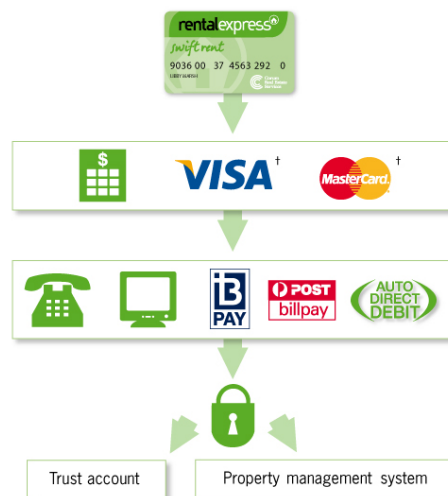 rentalexpress
swift rent
9036 00 37 4563 292 0
$
VISA †
MasterCard. †
B
PAY
POST
billpay
AUTO
DIRECT
DEBIT
Trust account
Property management system